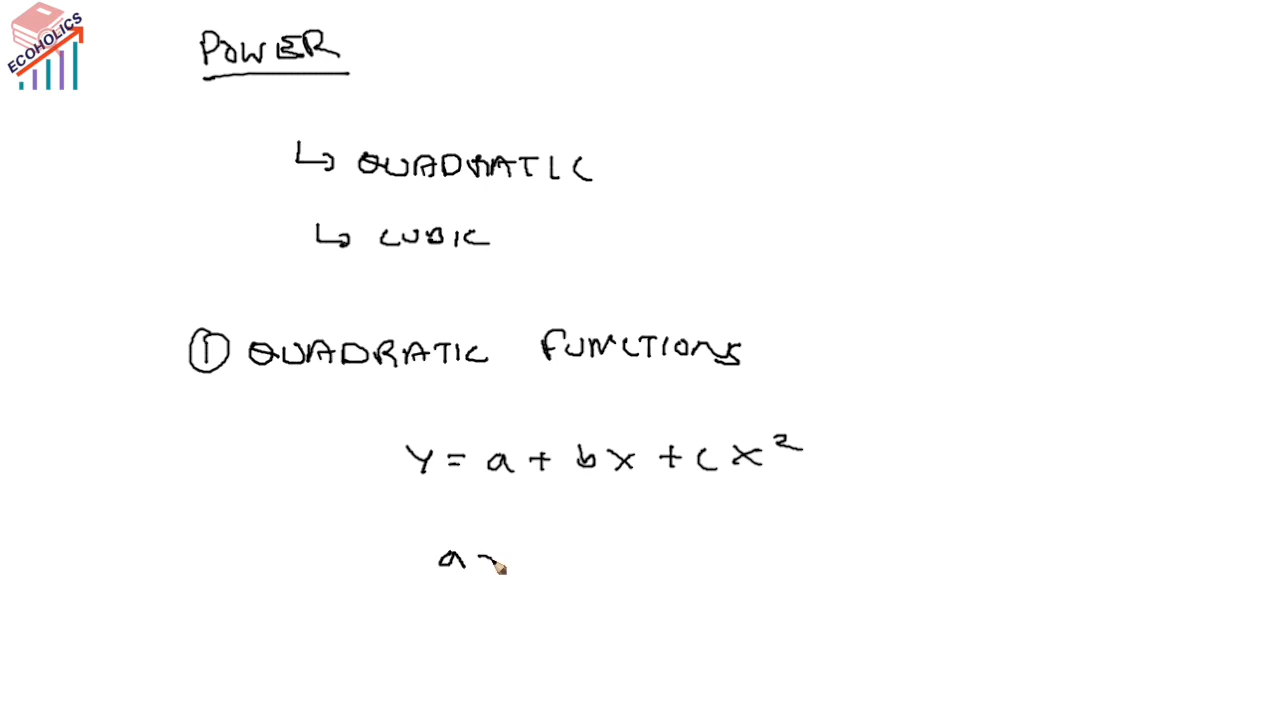 ECOHOLICS
POWER
↳ QUADRATIC
↳ CUBIC
① QUADRATIC FUNCTIONS
Y = a + bx + cx²
a